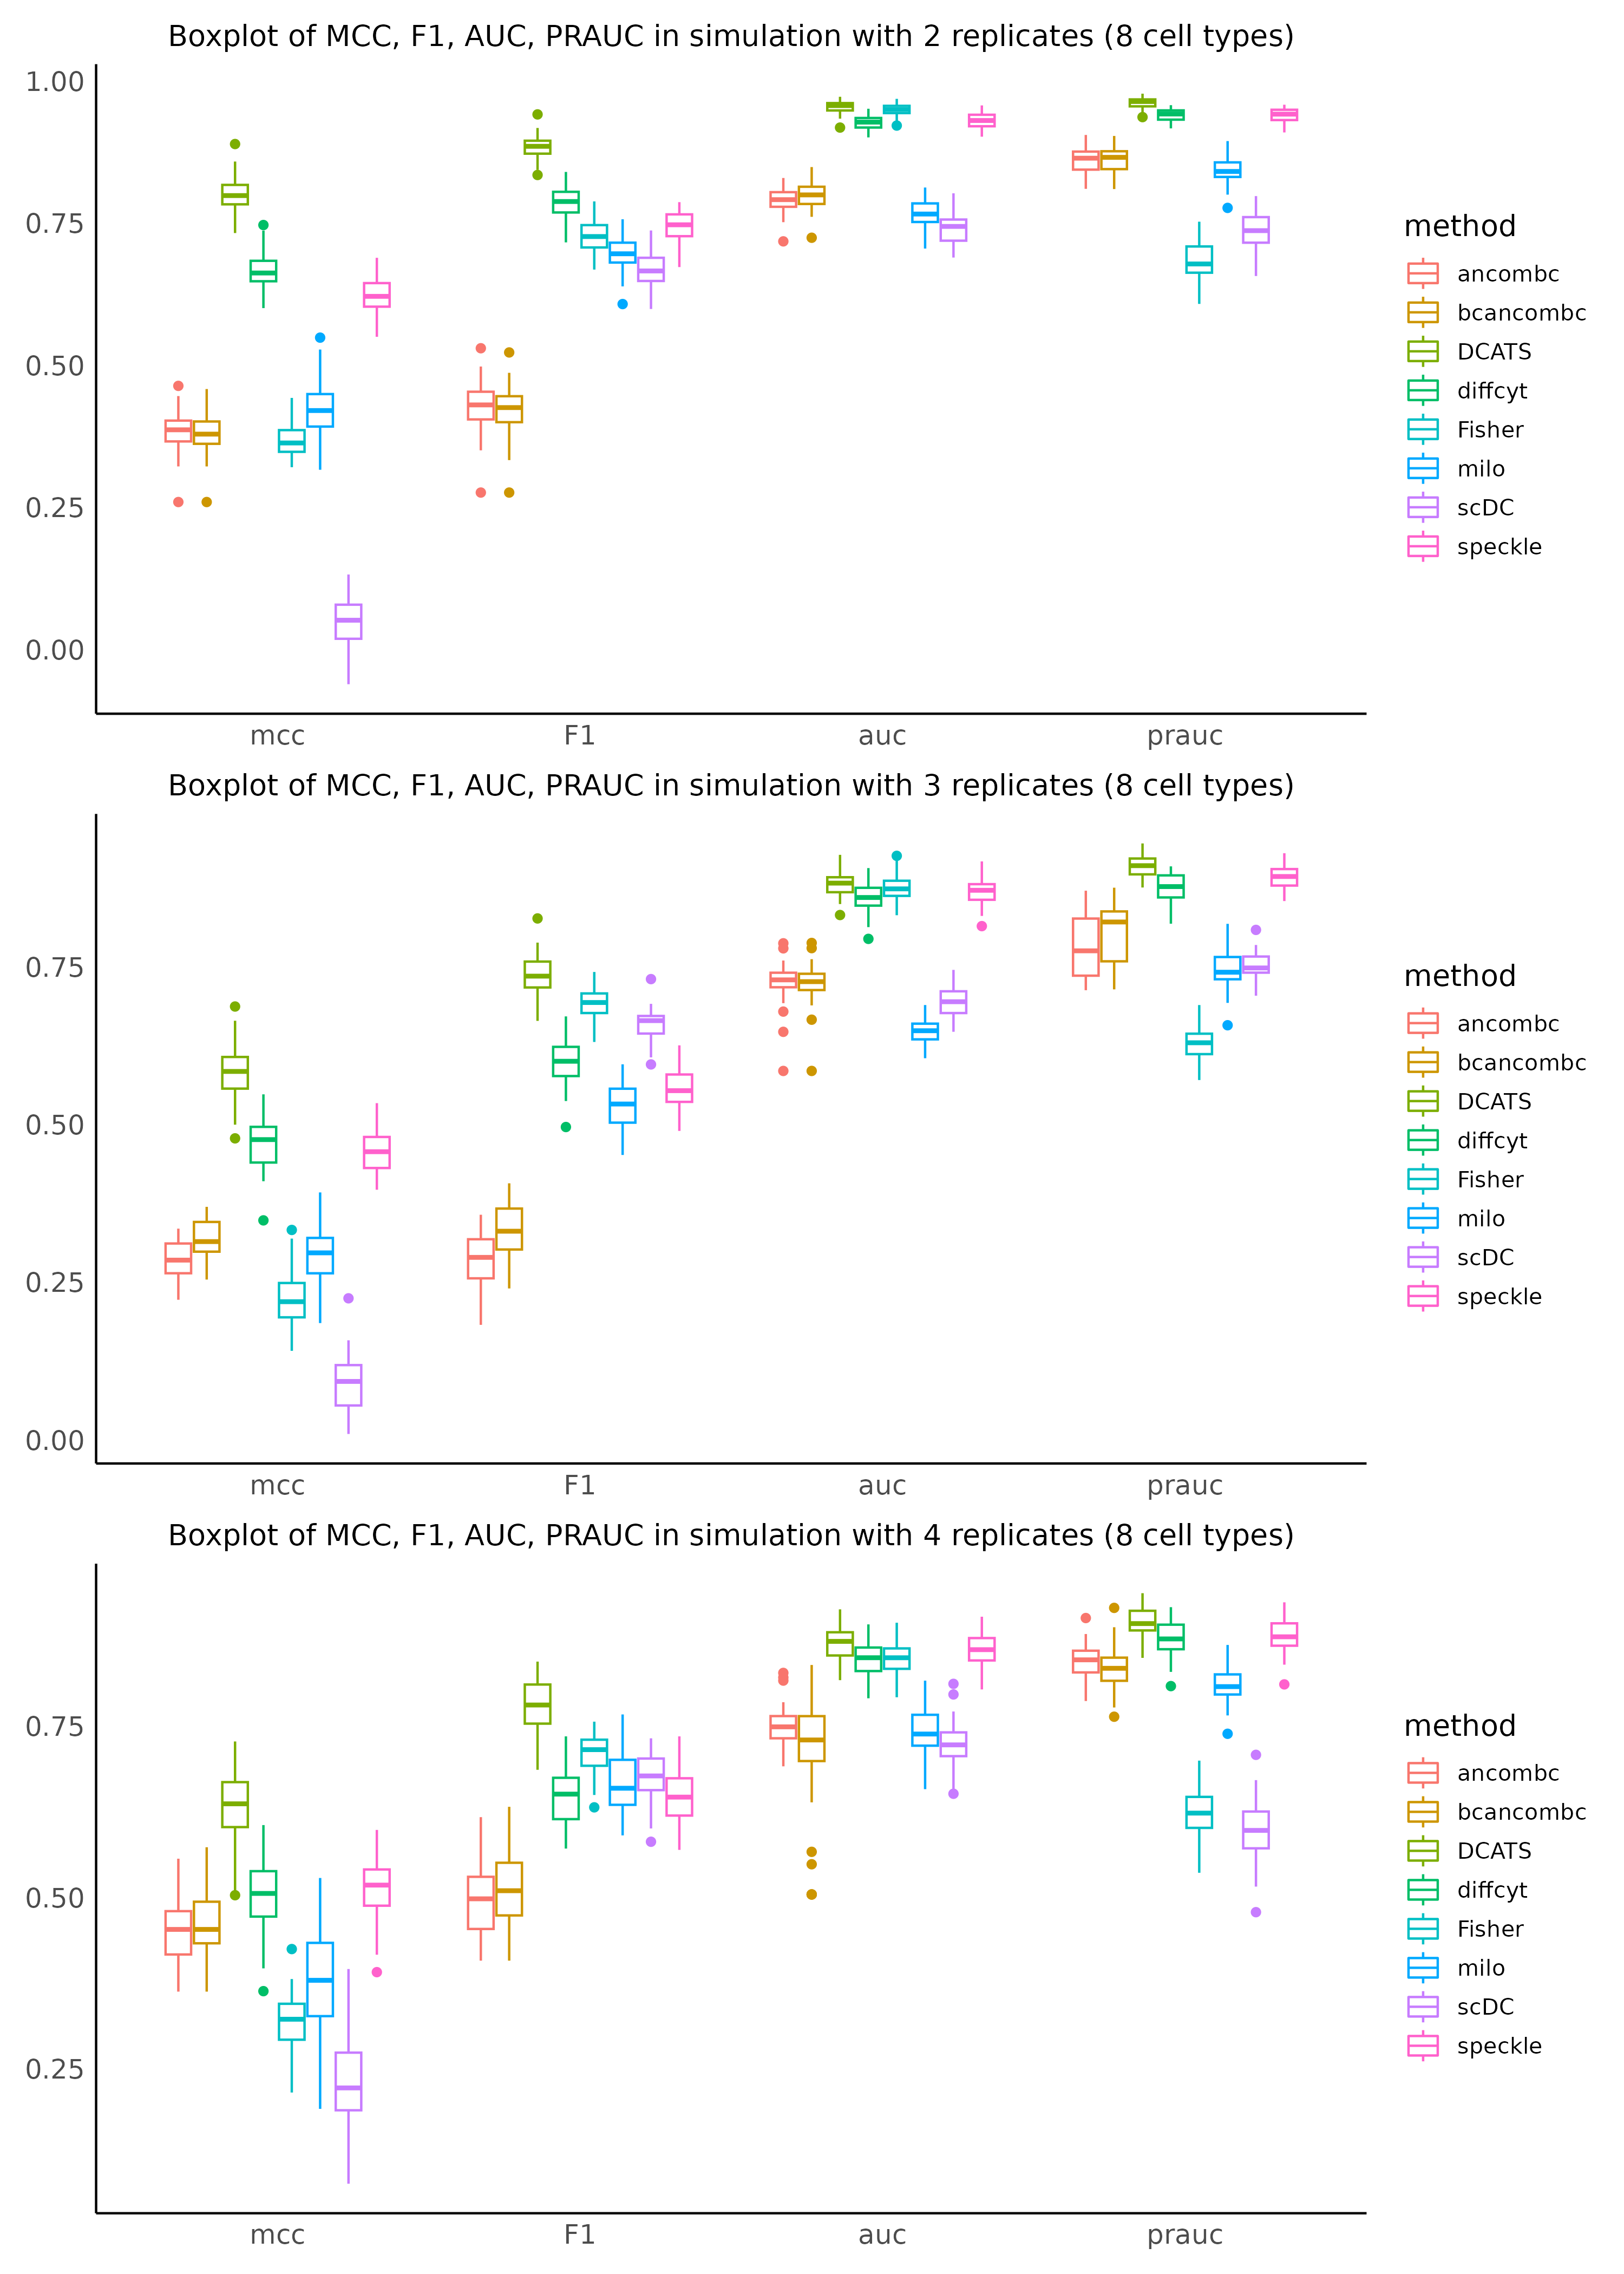 Boxplot of MCC, F1, AUC, PRAUC in simulation with 2 replicates (8 cell types)
1.00
0.75
0.50
0.25
0.00
mcc F1 auc prauc
method
ancombc
bcancombc
DCATS
diffcyt
Fisher
milo
scDC
speckle
Boxplot of MCC, F1, AUC, PRAUC in simulation with 3 replicates (8 cell types)
0.75
0.50
0.25
0.00
mcc F1 auc prauc
method
ancombc
bcancombc
DCATS
diffcyt
Fisher
milo
scDC
speckle
Boxplot of MCC, F1, AUC, PRAUC in simulation with 4 replicates (8 cell types)
0.75
0.50
0.25
mcc F1 auc prauc
method
ancombc
bcancombc
DCATS
diffcyt
Fisher
milo
scDC
speckle